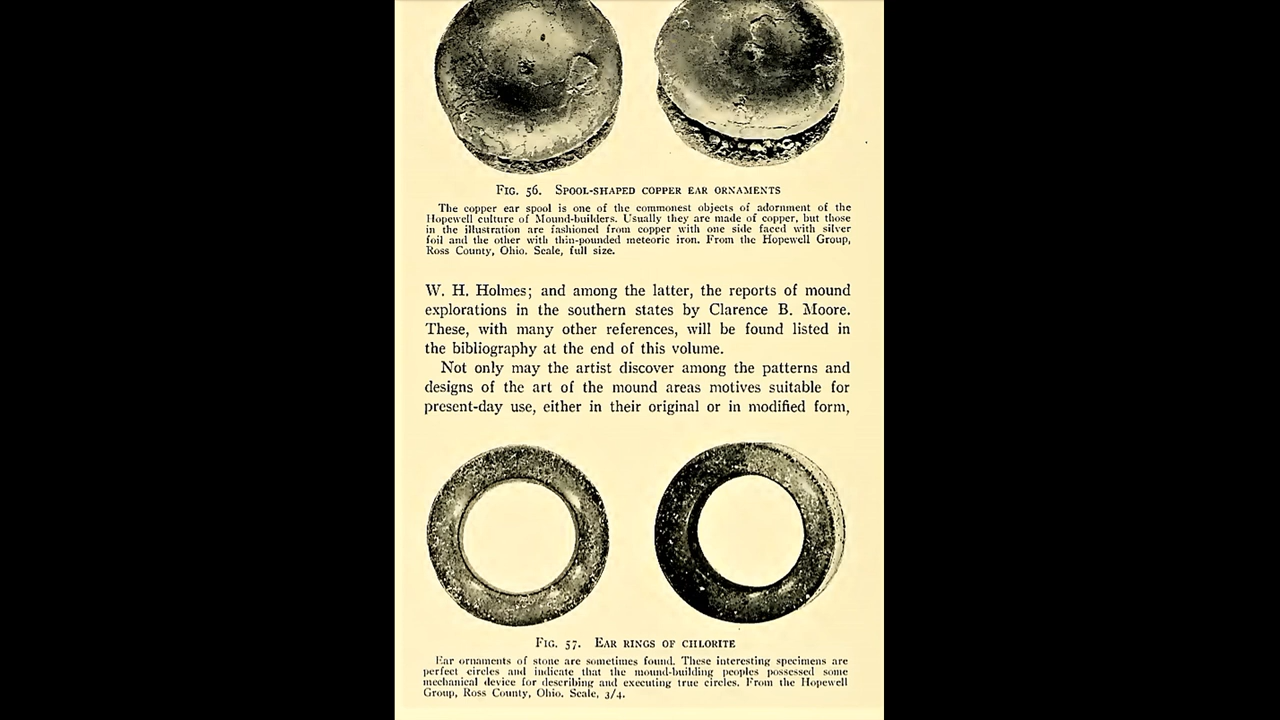 FIG. 56. SPOOL-SHAPED COPPER EAR ORNAMENTS
The copper ear spool is one of the commonest objects of adornment of the
Hopewell culture of Mound-builders. Usually they are made of copper, but those
in the illustration are fashioned from copper with one side faced with silver
foil and the other with thin-pounded meteoric iron. From the Hopewell Group,
Ross County, Ohio. Scale, full size.
W. H. Holmes; and among the latter, the reports of mound
explorations in the southern states by Clarence B. Moore.
These, with many other references, will be found listed in
the bibliography at the end of this volume.
Not only may the artist discover among the patterns and
designs of the art of the mound areas motives suitable for
present-day use, either in their original or in modified form,
FIG. 57. EAR RINGS OF CHLORITE
Ear ornaments of stone are sometimes found. These interesting specimens are
perfect circles and indicate that the mound-building peoples possessed some
mechanical device for describing and executing true circles. From the Hopewell
Group, Ross County, Ohio. Scale, 3/4.